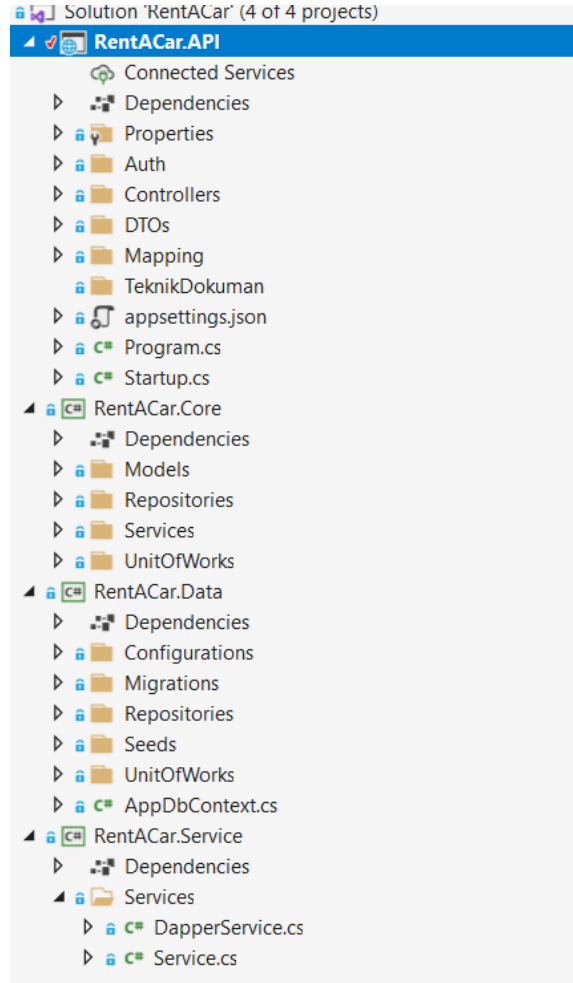 Solution 'RentACar' (4 of 4 projects)
RentACar.API
Connected Services
Dependencies
Properties
Auth
Controllers
DTOs
Mapping
TeknikDokuman
appsettings.json
C# Program.cs
C# Startup.cs
C# RentACar.Core
Dependencies
Models
Repositories
Services
UnitOfWorks
C# RentACar.Data
Dependencies
Configurations
Migrations
Repositories
Seeds
UnitOfWorks
C# AppDbContext.cs
C# RentACar.Service
Dependencies
Services
C# DapperService.cs
C# Service.cs